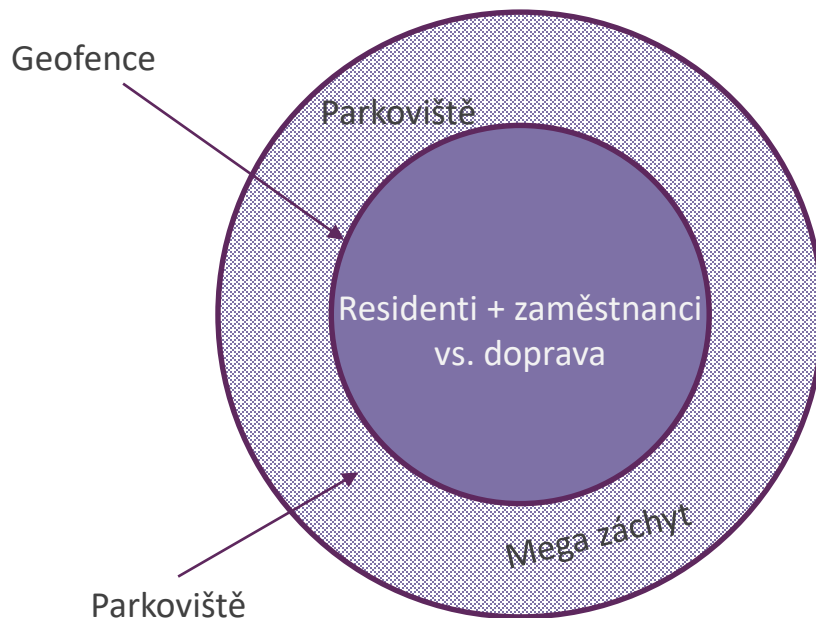 Geofence
Parkoviště
Residenti + zaměstnanci
vs. doprava
Mega záchyt
Parkoviště